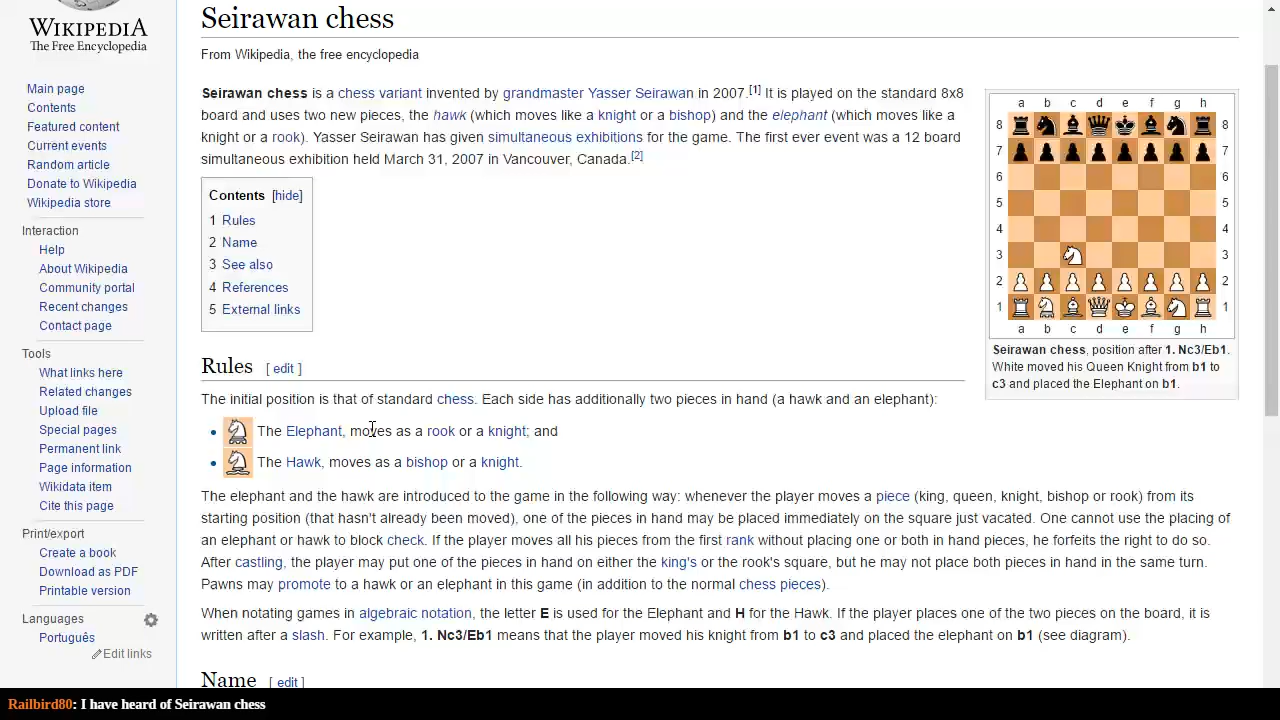 WIKIPEDIA
The Free Encyclopedia
Main page
Contents
Featured content
Current events
Random article
Donate to Wikipedia
Wikipedia store
Interaction
Help
About Wikipedia
Community portal
Recent changes
Contact page
Tools
What links here
Related changes
Upload file
Special pages
Permanent link
Page information
Wikidata item
Cite this page
Print/export
Create a book
Download as PDF
Printable version
Languages
Português
Edit links
Seirawan chess
From Wikipedia, the free encyclopedia
Seirawan chess is a chess variant invented by grandmaster Yasser Seirawan in 2007.[1] It is played on the standard 8x8
board and uses two new pieces, the hawk (which moves like a knight or a bishop) and the elephant (which moves like a
knight or a rook). Yasser Seirawan has given simultaneous exhibitions for the game. The first ever event was a 12 board
simultaneous exhibition held March 31, 2007 in Vancouver, Canada.[2]
Contents [hide]
1 Rules
2 Name
3 See also
4 References
5 External links
a b c d e f g h
8 8
7 7
6 6
5 5
4 4
3 3
2 2
1 1
a b c d e f g h
Seirawan chess, position after 1. Nc3/Eb1.
White moved his Queen Knight from b1 to
c3 and placed the Elephant on b1.
Rules [ edit ]
The initial position is that of standard chess. Each side has additionally two pieces in hand (a hawk and an elephant):
The Elephant, moves as a rook or a knight; and
The Hawk, moves as a bishop or a knight.
The elephant and the hawk are introduced to the game in the following way: whenever the player moves a piece (king, queen, knight, bishop or rook) from its
starting position (that hasn't already been moved), one of the pieces in hand may be placed immediately on the square just vacated. One cannot use the placing of
an elephant or hawk to block check. If the player moves all his pieces from the first rank without placing one or both in hand pieces, he forfeits the right to do so.
After castling, the player may put one of the pieces in hand on either the king's or the rook's square, but he may not place both pieces in hand in the same turn.
Pawns may promote to a hawk or an elephant in this game (in addition to the normal chess pieces).
When notating games in algebraic notation, the letter E is used for the Elephant and H for the Hawk. If the player places one of the two pieces on the board, it is
written after a slash. For example, 1. Nc3/Eb1 means that the player moved his knight from b1 to c3 and placed the elephant on b1 (see diagram).
Name [ edit ]
Railbird80: I have heard of Seirawan chess